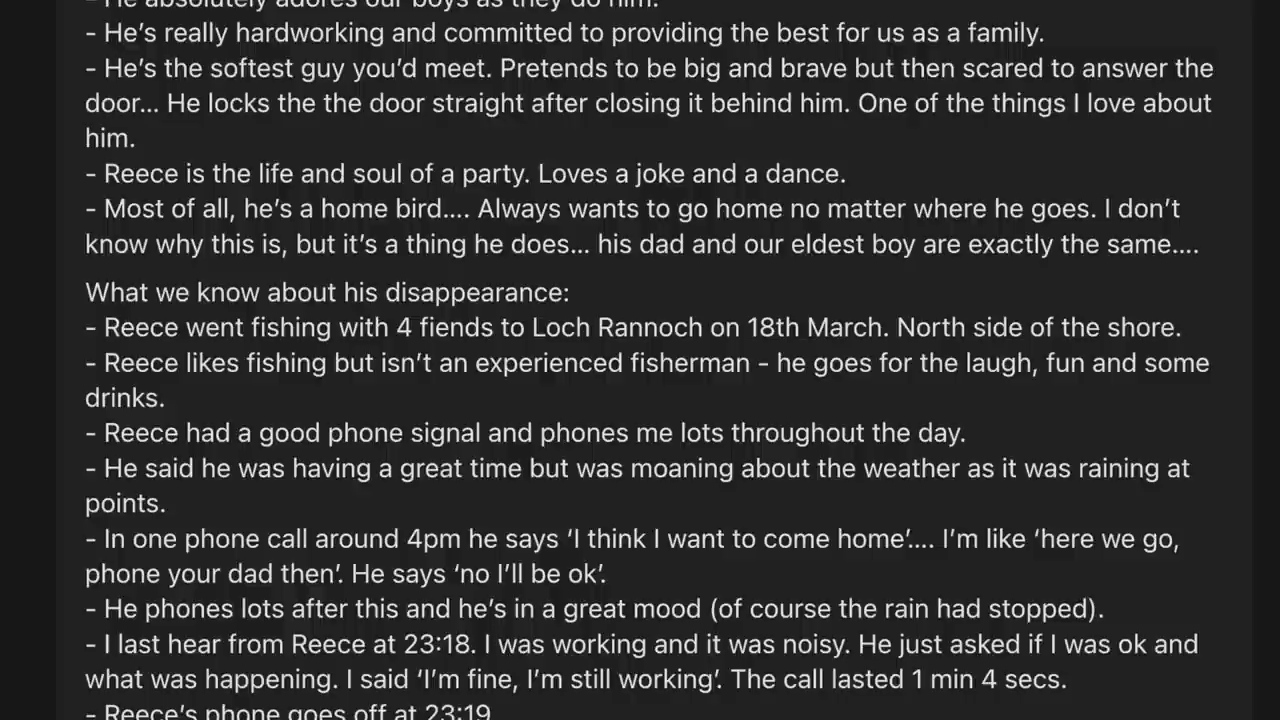 - He absolutely adores our boys as they do him.
- He’s really hardworking and committed to providing the best for us as a family.
- He’s the softest guy you’d meet. Pretends to be big and brave but then scared to answer the
door... He locks the the door straight after closing it behind him. One of the things I love about
him.
- Reece is the life and soul of a party. Loves a joke and a dance.
- Most of all, he’s a home bird.... Always wants to go home no matter where he goes. I don’t
know why this is, but it’s a thing he does... his dad and our eldest boy are exactly the same....
What we know about his disappearance:
- Reece went fishing with 4 fiends to Loch Rannoch on 18th March. North side of the shore.
- Reece likes fishing but isn’t an experienced fisherman - he goes for the laugh, fun and some
drinks.
- Reece had a good phone signal and phones me lots throughout the day.
- He said he was having a great time but was moaning about the weather as it was raining at
points.
- In one phone call around 4pm he says ‘I think I want to come home’.... I’m like ‘here we go,
phone your dad then’. He says ‘no I’ll be ok’.
- He phones lots after this and he’s in a great mood (of course the rain had stopped).
- I last hear from Reece at 23:18. I was working and it was noisy. He just asked if I was ok and
what was happening. I said ‘I’m fine, I’m still working’. The call lasted 1 min 4 secs.
- Reece’s phone goes off at 23:19